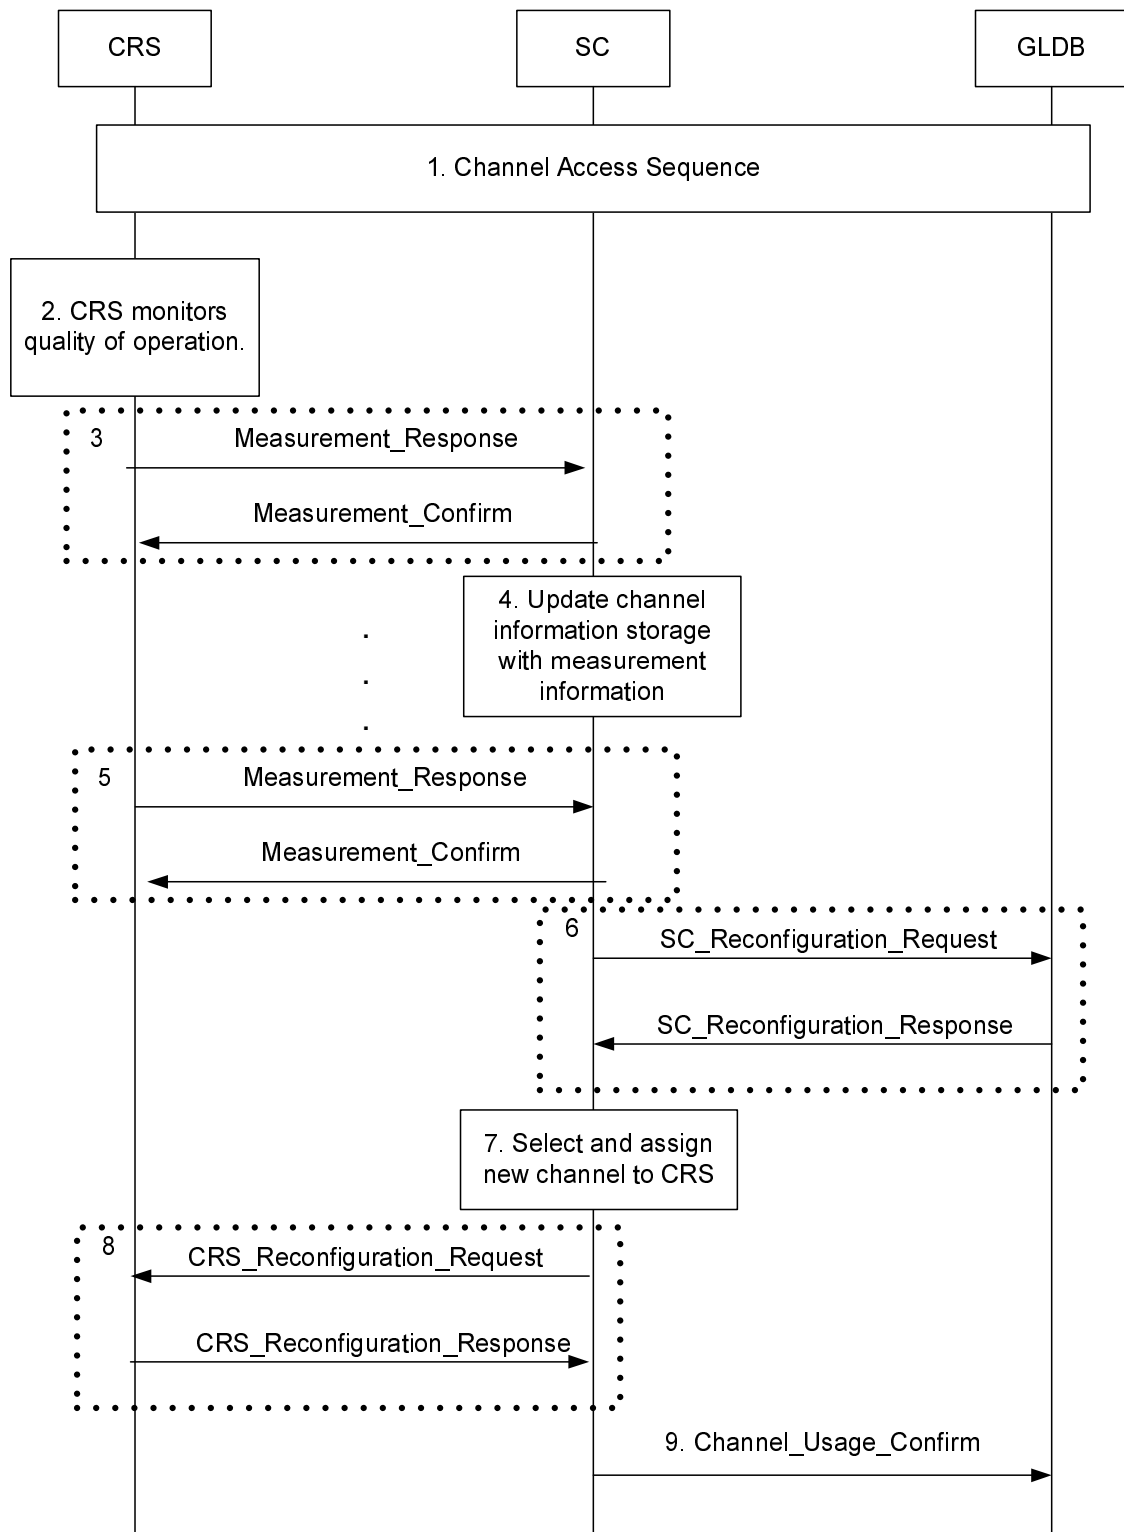 CRS
SC
GLDB
1. Channel Access Sequence
2. CRS monitors
quality of operation.
3
Measurement_Response
Measurement_Confirm
4. Update channel
information storage
with measurement
information
.
.
.
5
Measurement_Response
Measurement_Confirm
6
SC_Reconfiguration_Request
SC_Reconfiguration_Response
7. Select and assign
new channel to CRS
8
CRS_Reconfiguration_Request
CRS_Reconfiguration_Response
9. Channel_Usage_Confirm